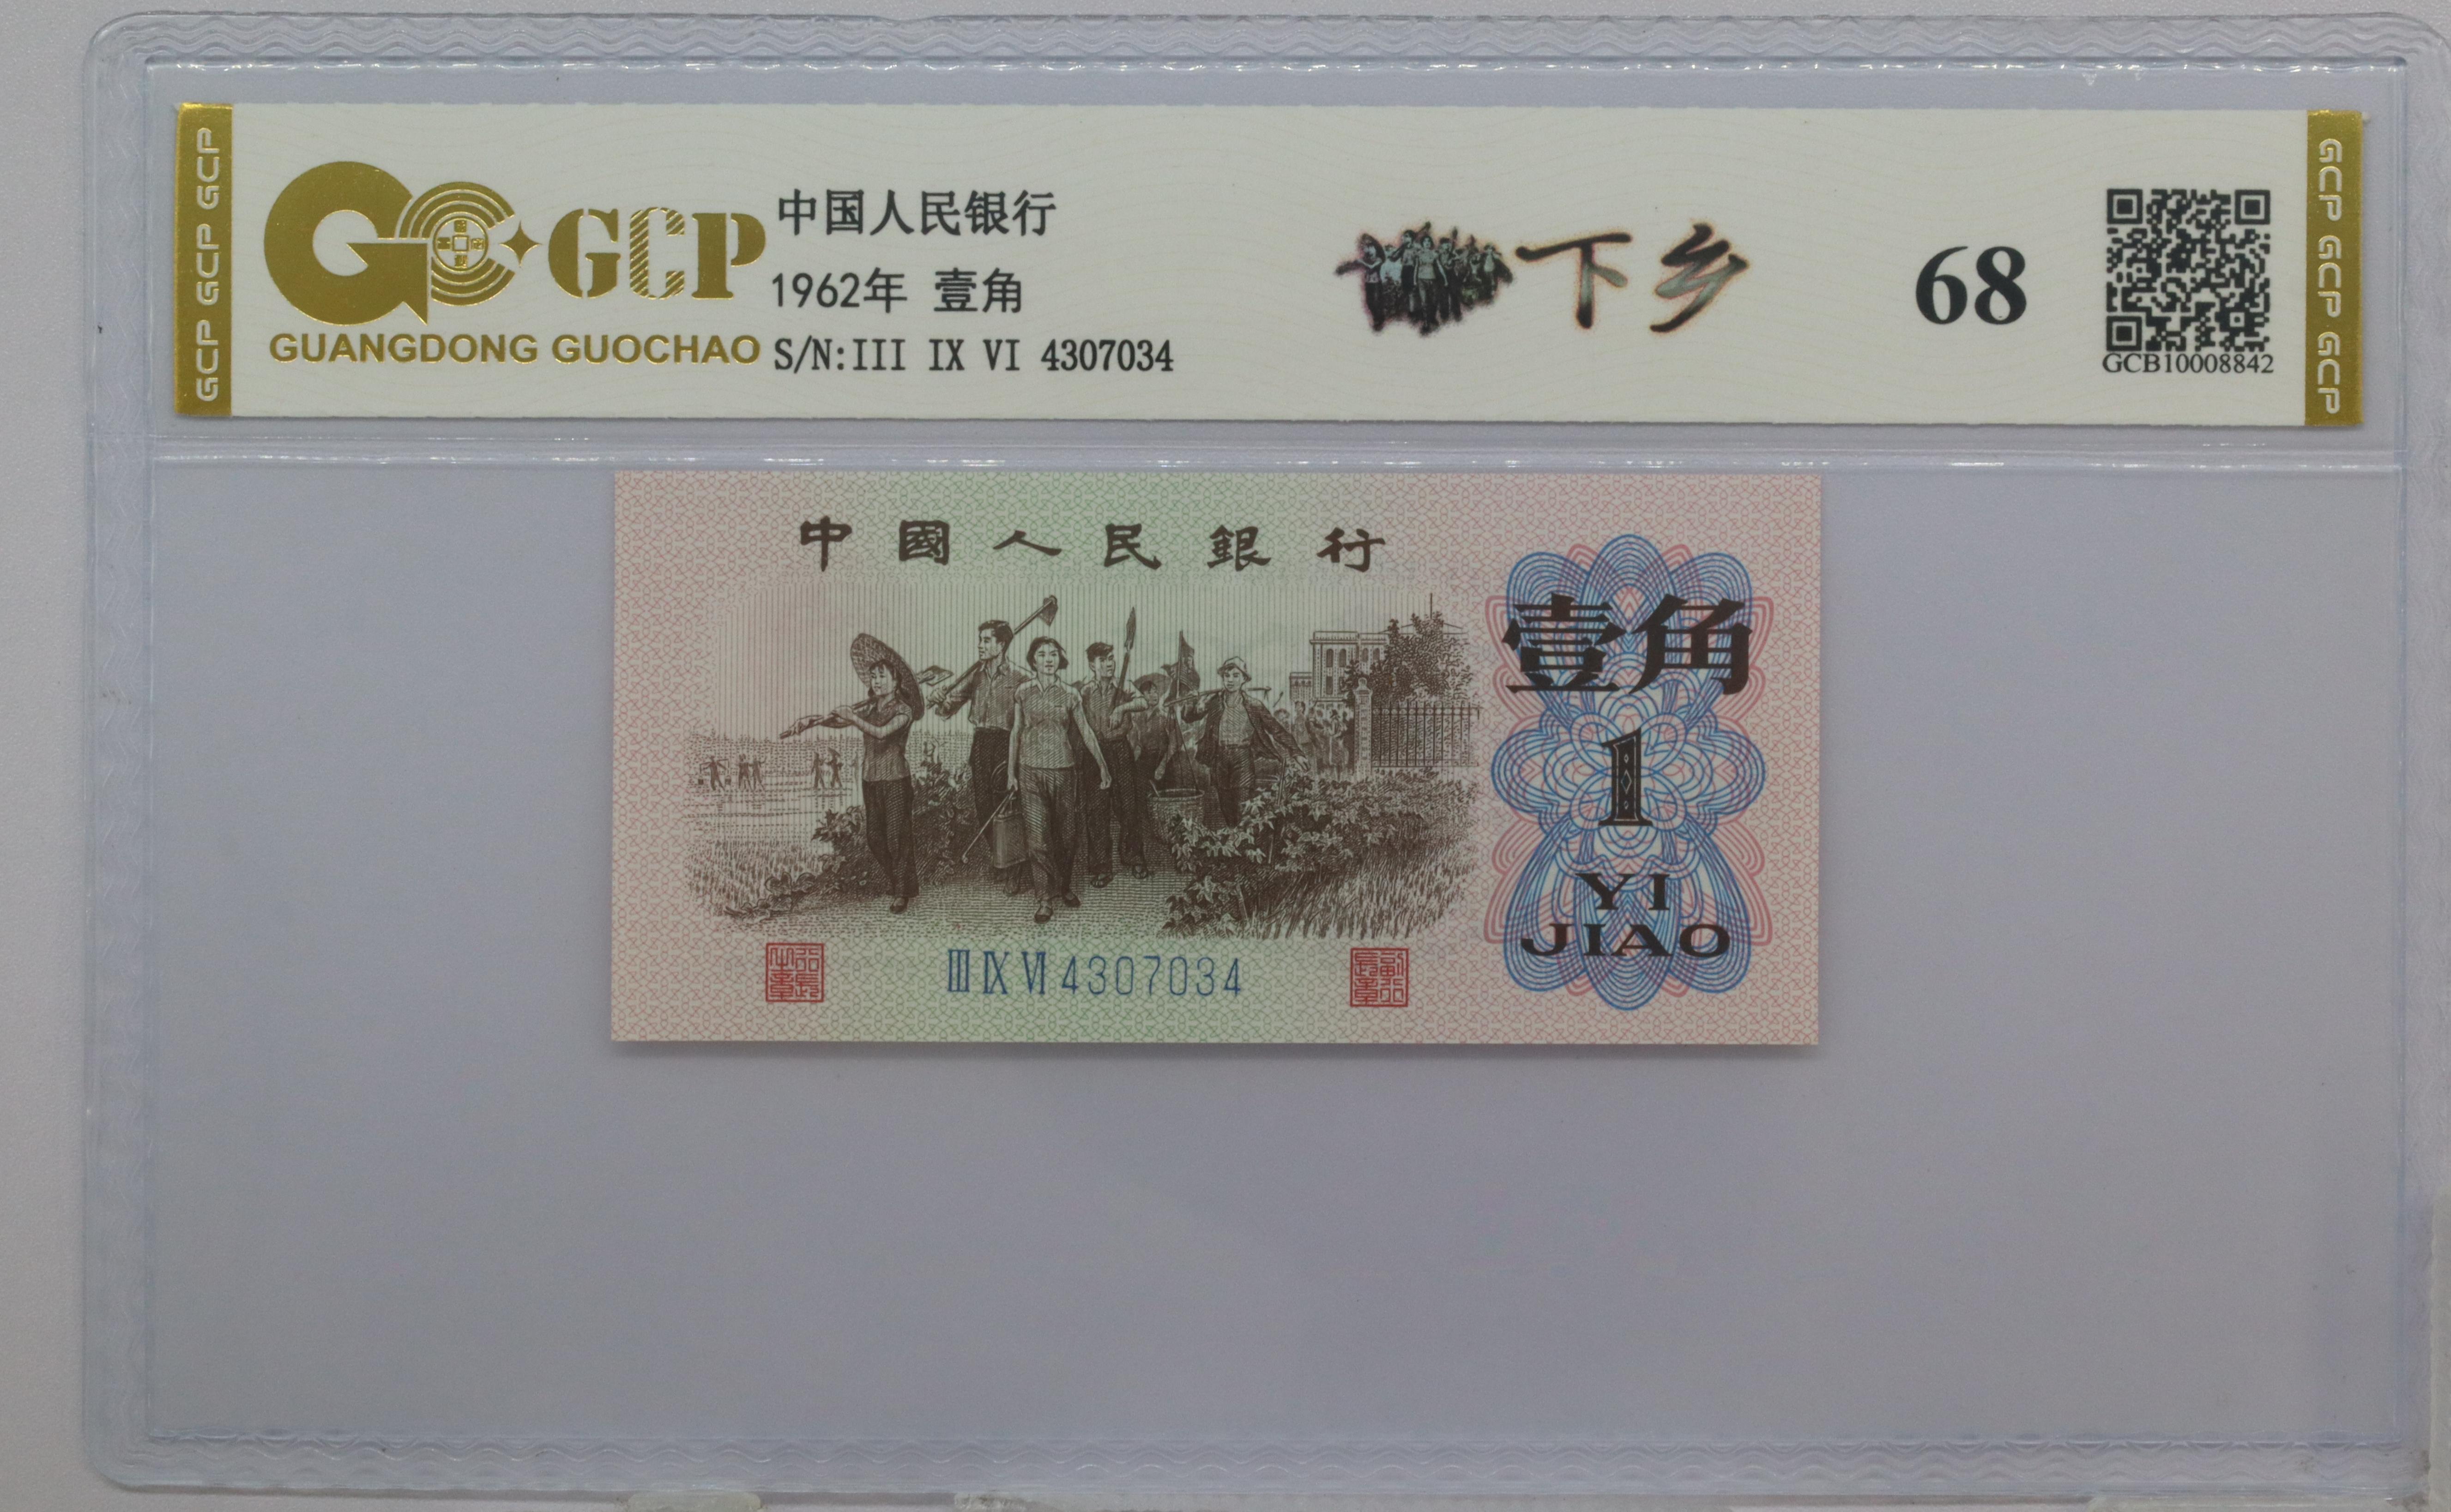 GCP GCP GCP
GCP
GUANGDONG GUOCHAO
中国人民银行
1962年 壹角
S/N:III IX VI 4307034
下乡
68
GCB10008842
GCP GCP GCP
中國人民銀行
壹角
1
YI
JIAO
III IX VI 4307034